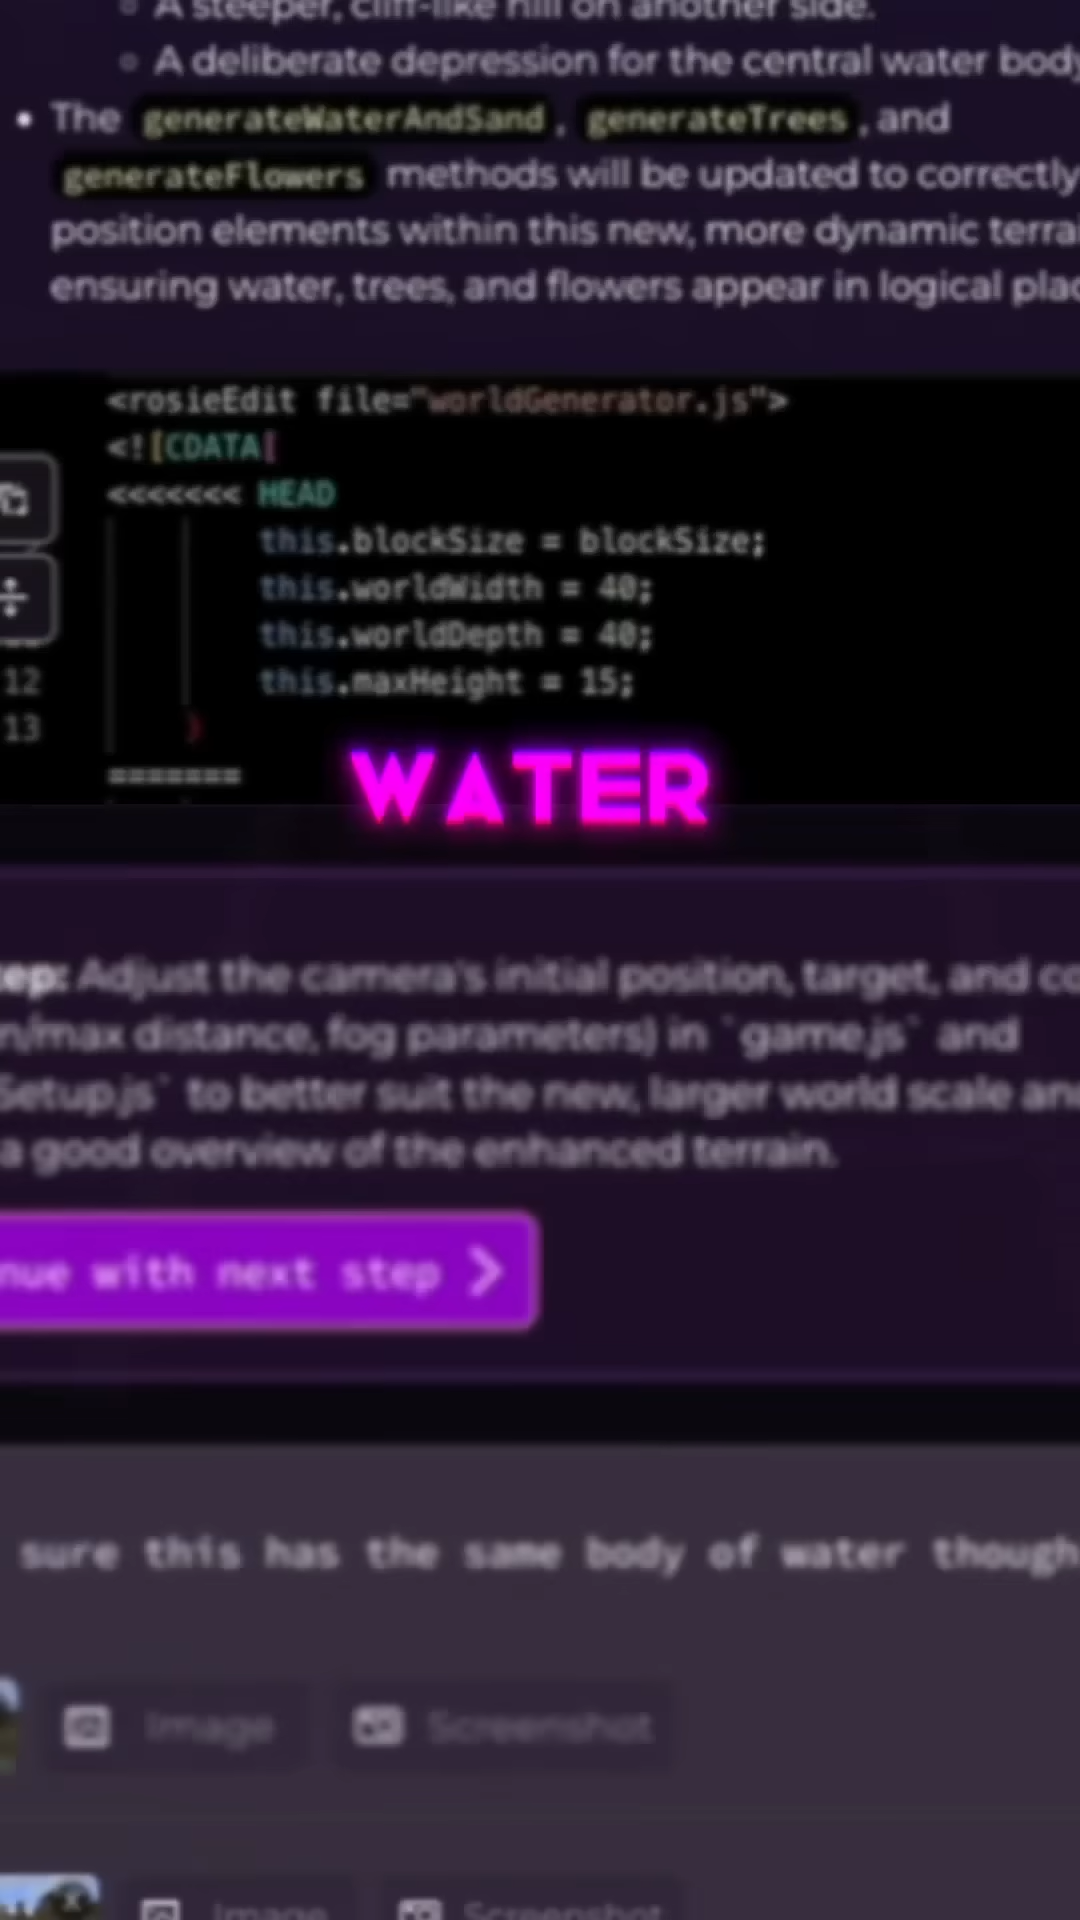 A steeper, cliff-like hill on another side.
A deliberate depression for the central water body
The generateWaterAndSand, generateTrees, and
generateFlowers methods will be updated to correctly
position elements within this new, more dynamic terrai
ensuring water, trees, and flowers appear in logical plac
<rosieEdit file="worldGenerator.js">
<![CDATA[
<<<<<<< HEAD
this.blockSize = blockSize;
this.worldWidth = 40;
this.worldDepth = 40;
12 this.maxHeight = 15;
13 }
=======
WATER
tep: Adjust the camera's initial position, target, and co
n/max distance, fog parameters) in `game.js` and
Setup.js` to better suit the new, larger world scale and
a good overview of the enhanced terrain.
nue with next step
sure this has the same body of water though
Image Screenshot
Image Screenshot